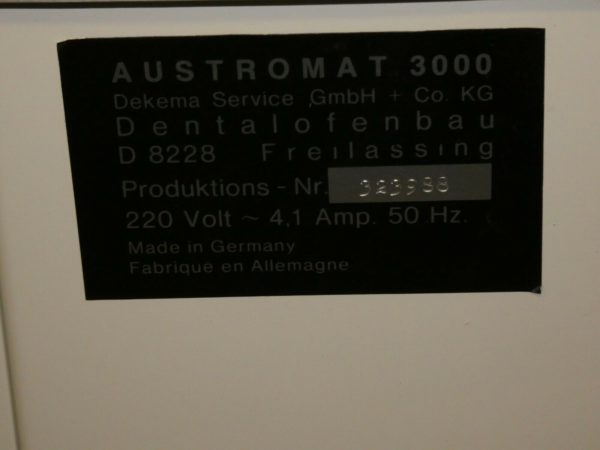 AUSTROMAT 3000
Dekema Service GmbH + Co. KG
Dentalofenbau
D 8228 Freilassing
Produktions - Nr. 323988
220 Volt ~ 4,1 Amp. 50 Hz.
Made in Germany
Fabrique en Allemagne